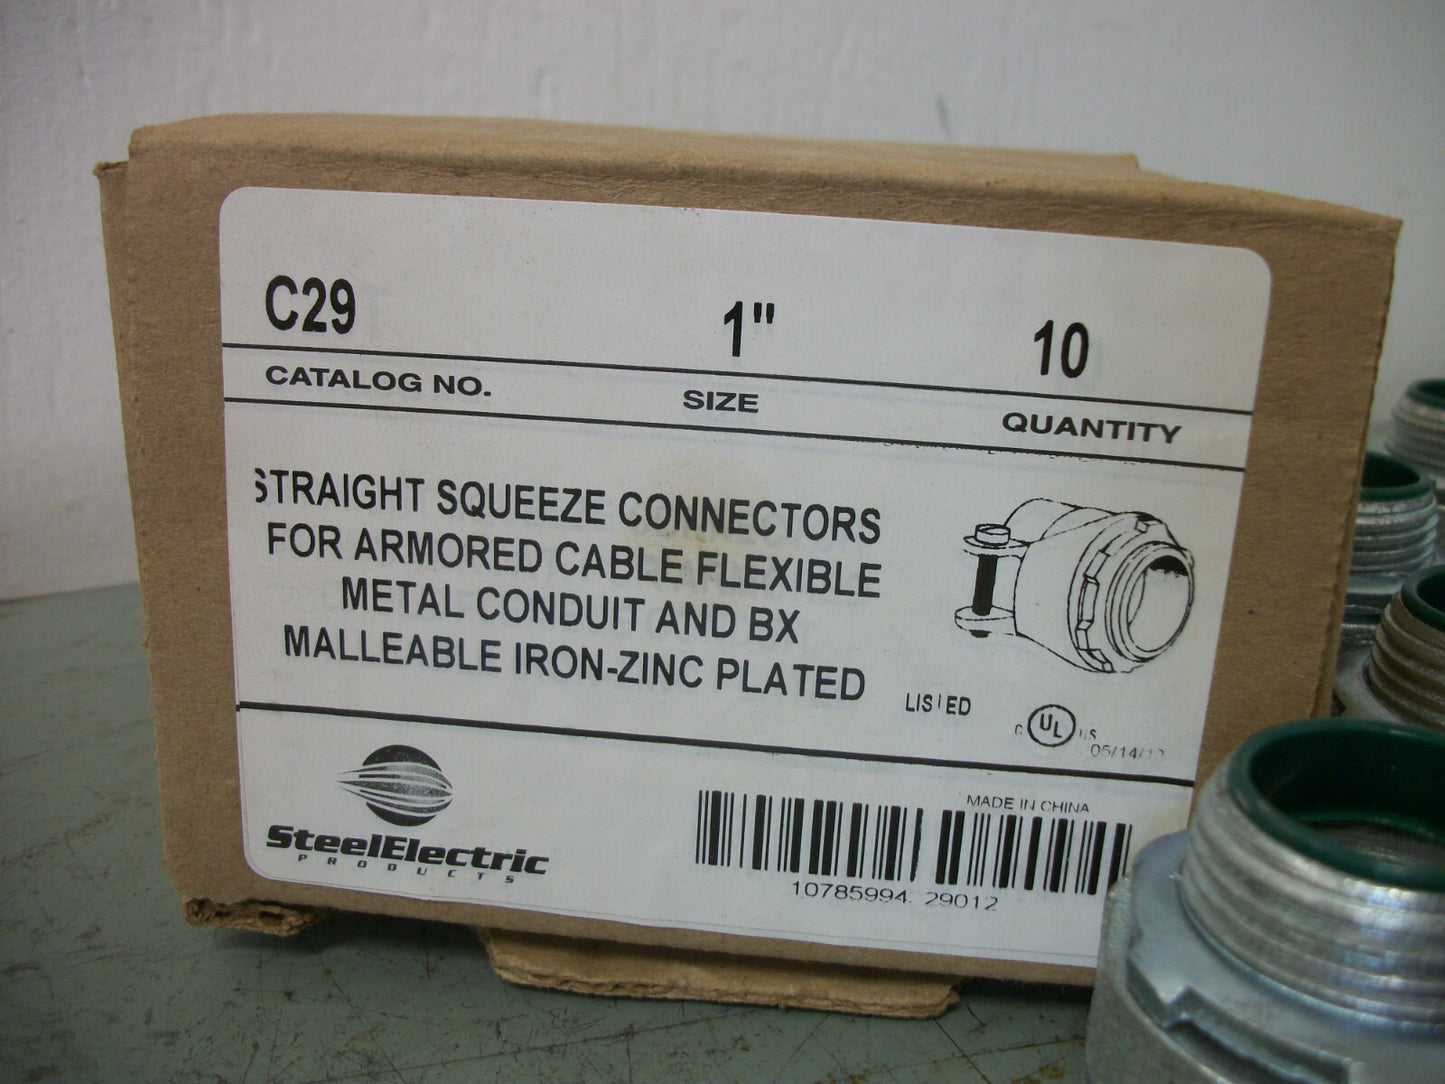 C29 1" 10
CATALOG NO. SIZE QUANTITY
STRAIGHT SQUEEZE CONNECTORS
FOR ARMORED CABLE FLEXIBLE
METAL CONDUIT AND BX
MALLEABLE IRON-ZINC PLATED
LISTED
C UL US
SteelElectric
PRODUCTS
MADE IN CHINA
10785994 29012